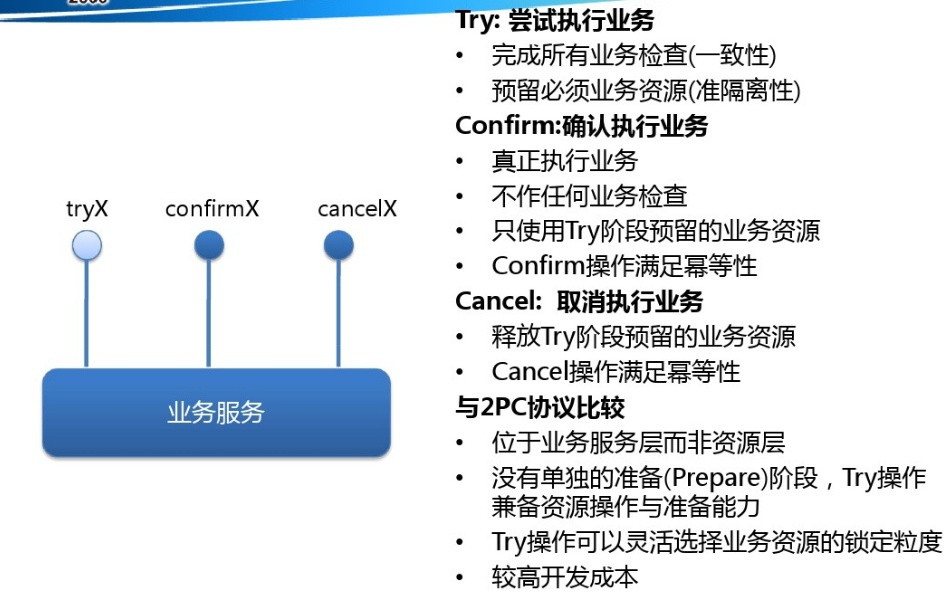 Try: 尝试执行业务
• 完成所有业务检查(一致性)
• 预留必须业务资源(准隔离性)
Confirm:确认执行业务
• 真正执行业务
• 不作任何业务检查
• 只使用Try阶段预留的业务资源
• Confirm操作满足幂等性
Cancel: 取消执行业务
• 释放Try阶段预留的业务资源
• Cancel操作满足幂等性
与2PC协议比较
• 位于业务服务层而非资源层
• 没有单独的准备(Prepare)阶段，Try操作
兼备资源操作与准备能力
• Try操作可以灵活选择业务资源的锁定粒度
• 较高开发成本
tryX
confirmX
cancelX
业务服务